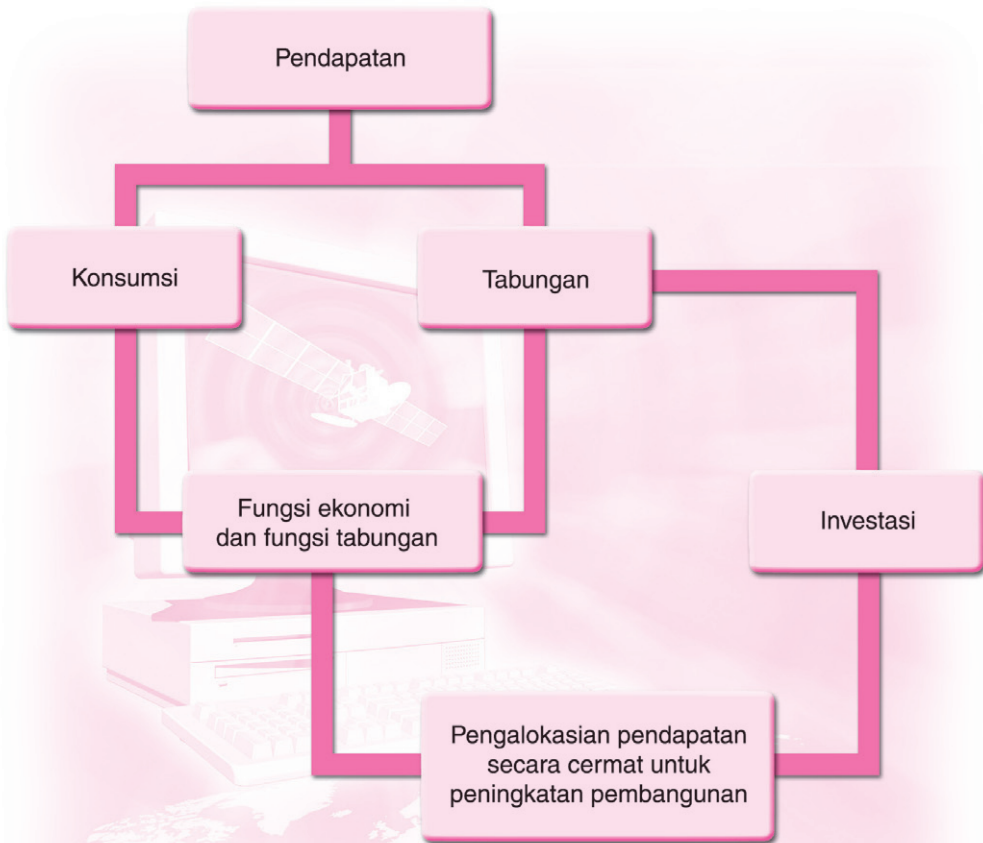 Pendapatan
Konsumsi
Tabungan
Fungsi ekonomi
dan fungsi tabungan
Investasi
Pengalokasian pendapatan
secara cermat untuk
peningkatan pembangunan